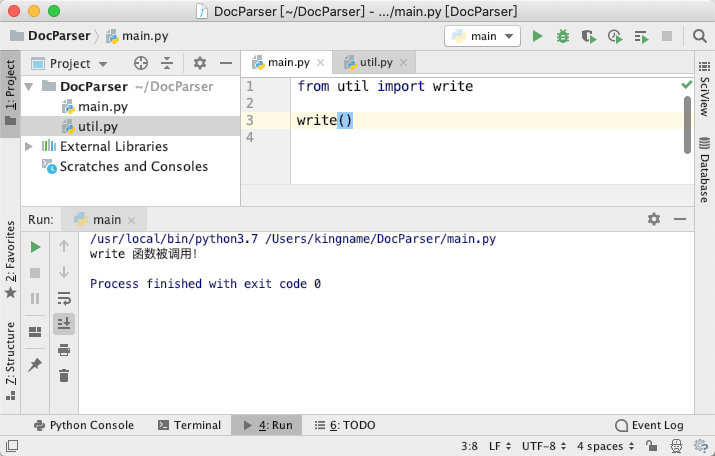 DocParser [~/DocParser] - .../main.py [DocParser]
DocParser main.py
main
1: Project
Project
main.py
util.py
DocParser ~/DocParser
main.py
util.py
External Libraries
Scratches and Consoles
1 from util import write
2
3 write()
4
SciView
Database
Run: main
/usr/local/bin/python3.7 /Users/kingname/DocParser/main.py
write 函数被调用!
Process finished with exit code 0
2: Favorites
Z: Structure
Python Console
Terminal
4: Run
6: TODO
Event Log
3:8 LF UTF-8 4 spaces